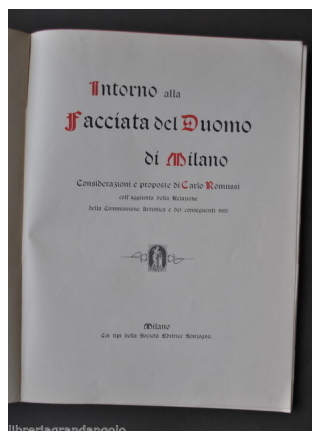 Intorno alla
Facciata del Duomo
di Milano
Considerazioni e proposte di Carlo Romussi
coll'aggiunta della Relazione
della Commissione Artistica e dei conseguenti voti
Milano
Coi tipi della Società Editrice Sonzogno.
libreriagrandangolo